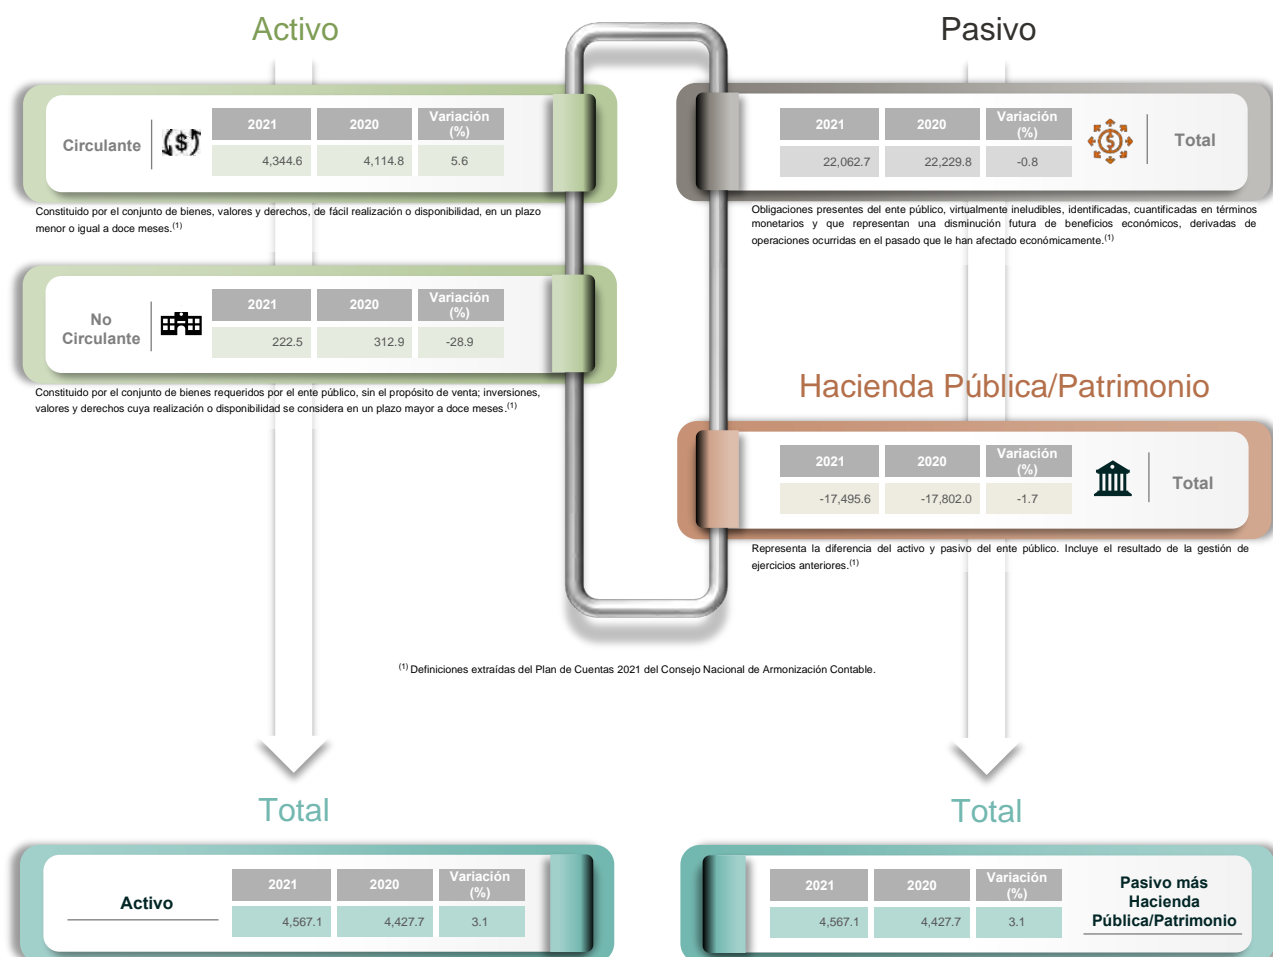 Activo
Circulante
2021 2020 Variación (%)
4,344.6 4,114.8 5.6
Constituido por el conjunto de bienes, valores y derechos, de fácil realización o disponibilidad, en un plazo
menor o igual a doce meses.(1)
No
Circulante
2021 2020 Variación (%)
222.5 312.9 -28.9
Constituido por el conjunto de bienes requeridos por el ente público, sin el propósito de venta; inversiones,
valores y derechos cuya realización o disponibilidad se considera en un plazo mayor a doce meses.(1)
Pasivo
2021 2020 Variación (%)
22,062.7 22,229.8 -0.8
Total
Obligaciones presentes del ente público, virtualmente ineludibles, identificadas, cuantificadas en términos
monetarios y que representan una disminución futura de beneficios económicos, derivadas de
operaciones ocurridas en el pasado que le han afectado económicamente.(1)
Hacienda Pública/Patrimonio
2021 2020 Variación (%)
-17,495.6 -17,802.0 -1.7
Total
Representa la diferencia del activo y pasivo del ente público. Incluye el resultado de la gestión de
ejercicios anteriores.(1)
(1) Definiciones extraídas del Plan de Cuentas 2021 del Consejo Nacional de Armonización Contable.
Total
Activo
2021 2020 Variación (%)
4,567.1 4,427.7 3.1
Total
2021 2020 Variación (%)
4,567.1 4,427.7 3.1
Pasivo más
Hacienda
Pública/Patrimonio